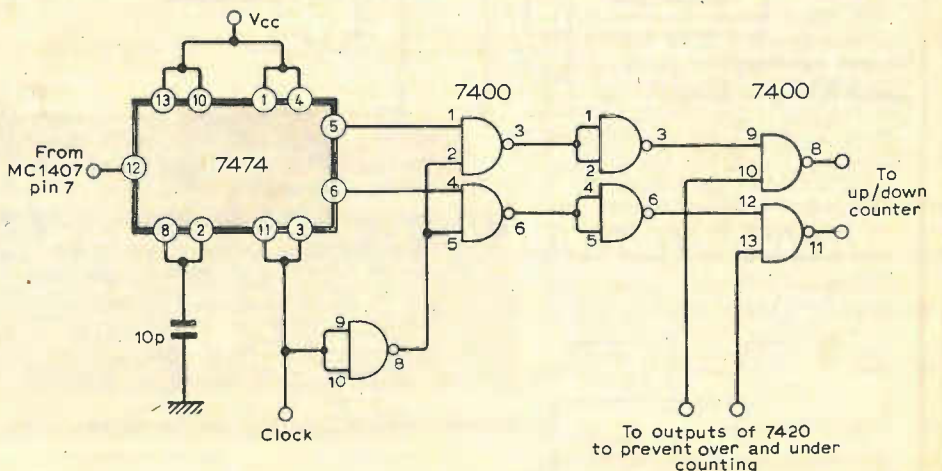 Vcc
13 10 1 4
7474
5
6
12
8 2 11 3
From
MC1407
pin 7
10p
Clock
9
10
8
7400
1
2
3
4
5
6
1
2
3
4
5
6
7400
9
10
8
12
13
11
To
up/down
counter
To outputs of 7420
to prevent over and under
counting